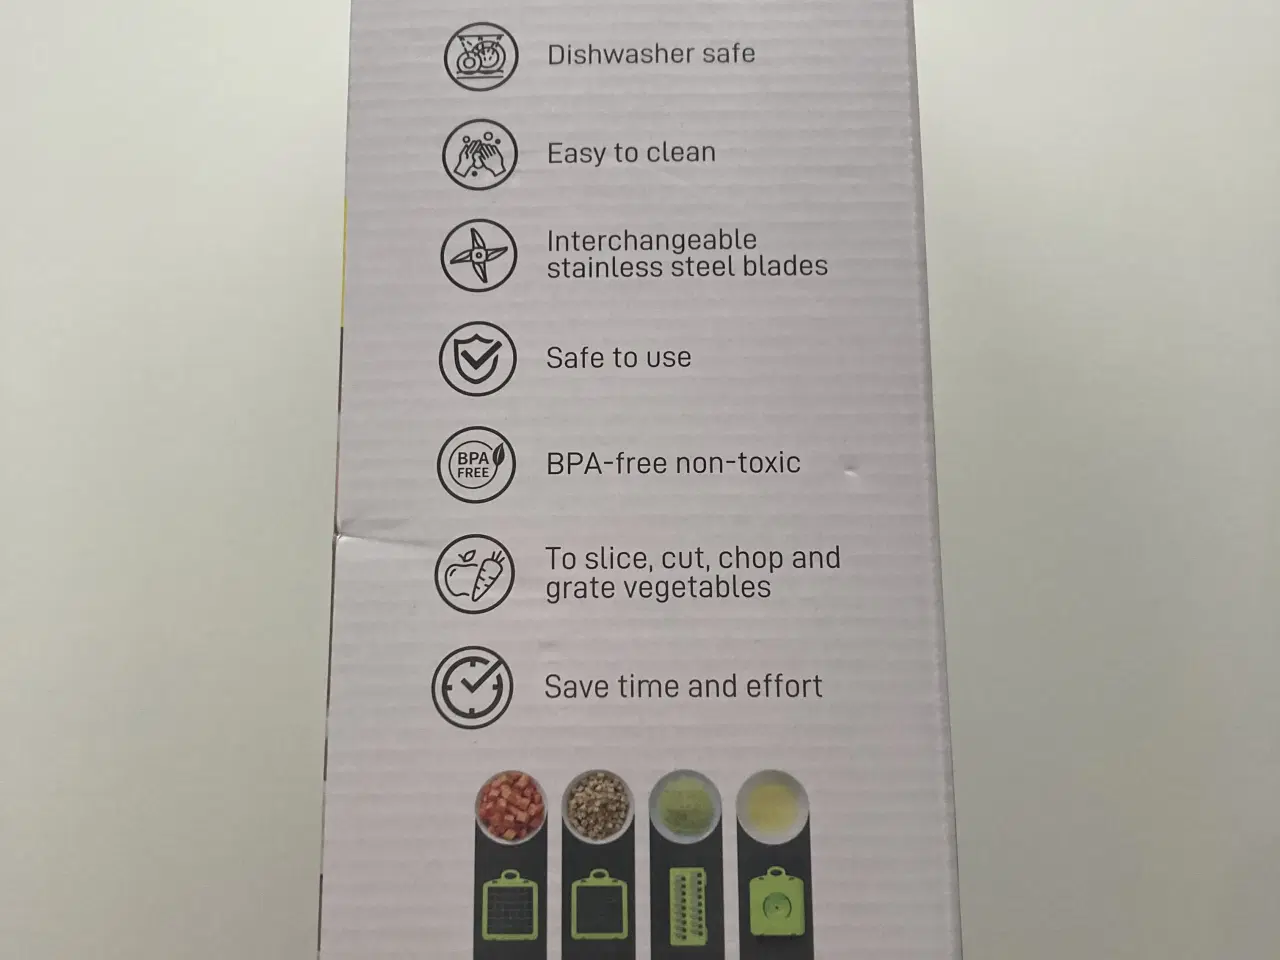 Dishwasher safe
Easy to clean
Interchangeable
stainless steel blades
Safe to use
BPA
FREE
BPA-free non-toxic
To slice, cut, chop and
grate vegetables
Save time and effort